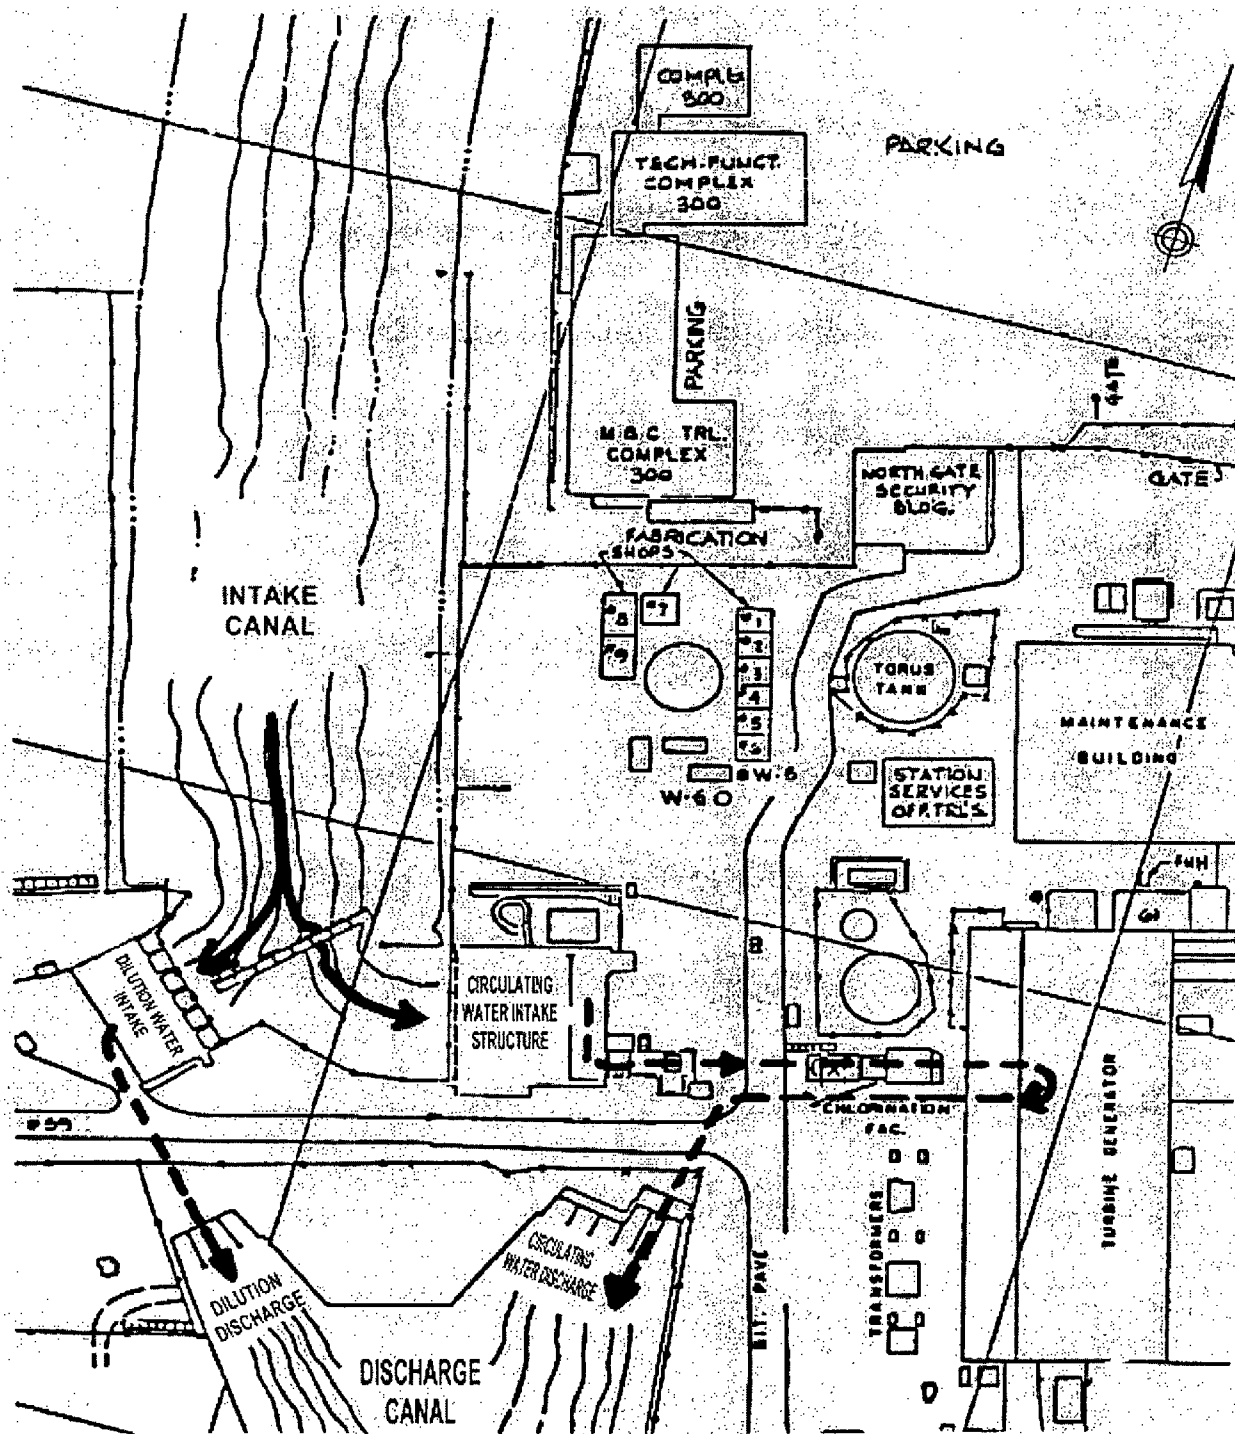 COMPLEX
300
TECH. FUNCT.
COMPLEX
300
PARKING
PARKING
GATE
M.B.C TRL.
COMPLEX
300
NORTH GATE
SECURITY
BLDG.
GATE
FABRICATION
SHOPS
INTAKE
CANAL
#8
#7
#1
#9
#2
#3
#4
#5
#6
TORUS
TANK
MAINTENANCE
BUILDING
W-6
W-60
STATION
SERVICES
OFF. TRL'S.
DILUTION WATER
INTAKE
CIRCULATING
WATER INTAKE
STRUCTURE
CHLORINATION
FAC.
TURBINE GENERATOR
TRANSFORMERS
CIRCULATING
WATER DISCHARGE
BIT. PAVE
DILUTION
DISCHARGE
DISCHARGE
CANAL